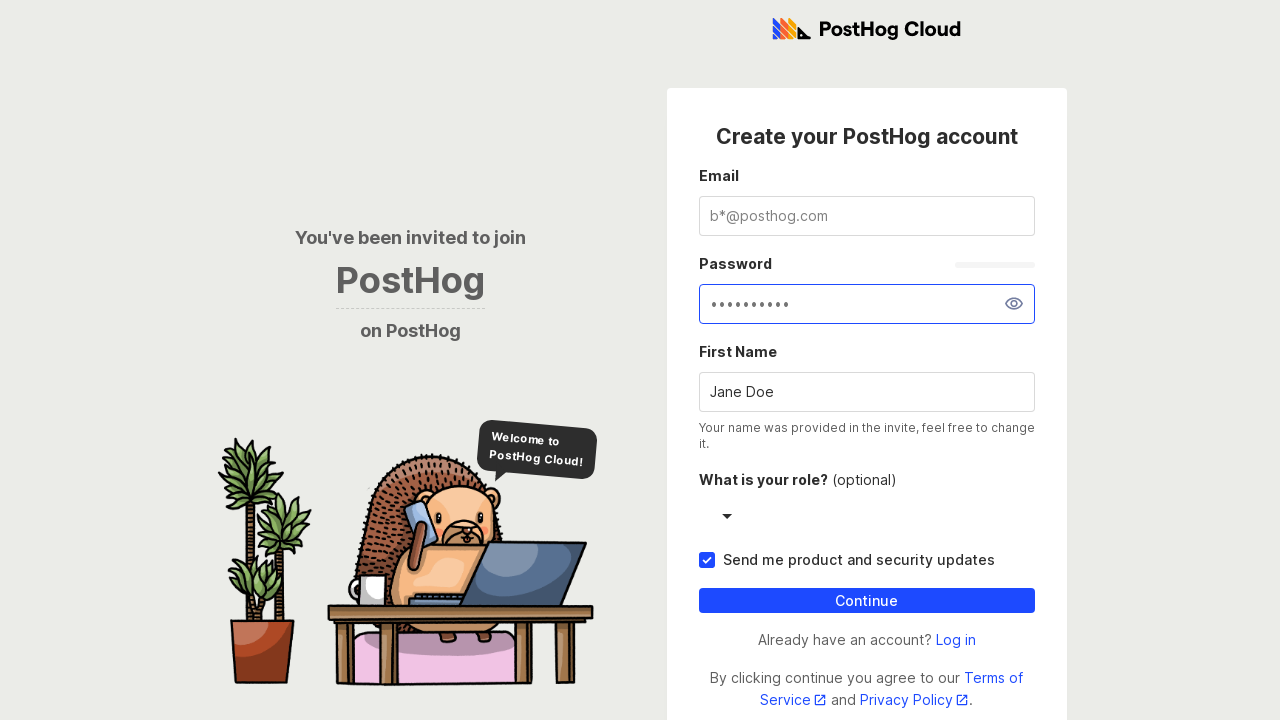 PostHog Cloud
You've been invited to join
PostHog
on PostHog
Welcome to
PostHog Cloud!
Create your PostHog account
Email
b*@posthog.com
Password
••••••••••
First Name
Jane Doe
Your name was provided in the invite, feel free to change
it.
What is your role? (optional)
Send me product and security updates
Continue
Already have an account? Log in
By clicking continue you agree to our Terms of
Service and Privacy Policy.